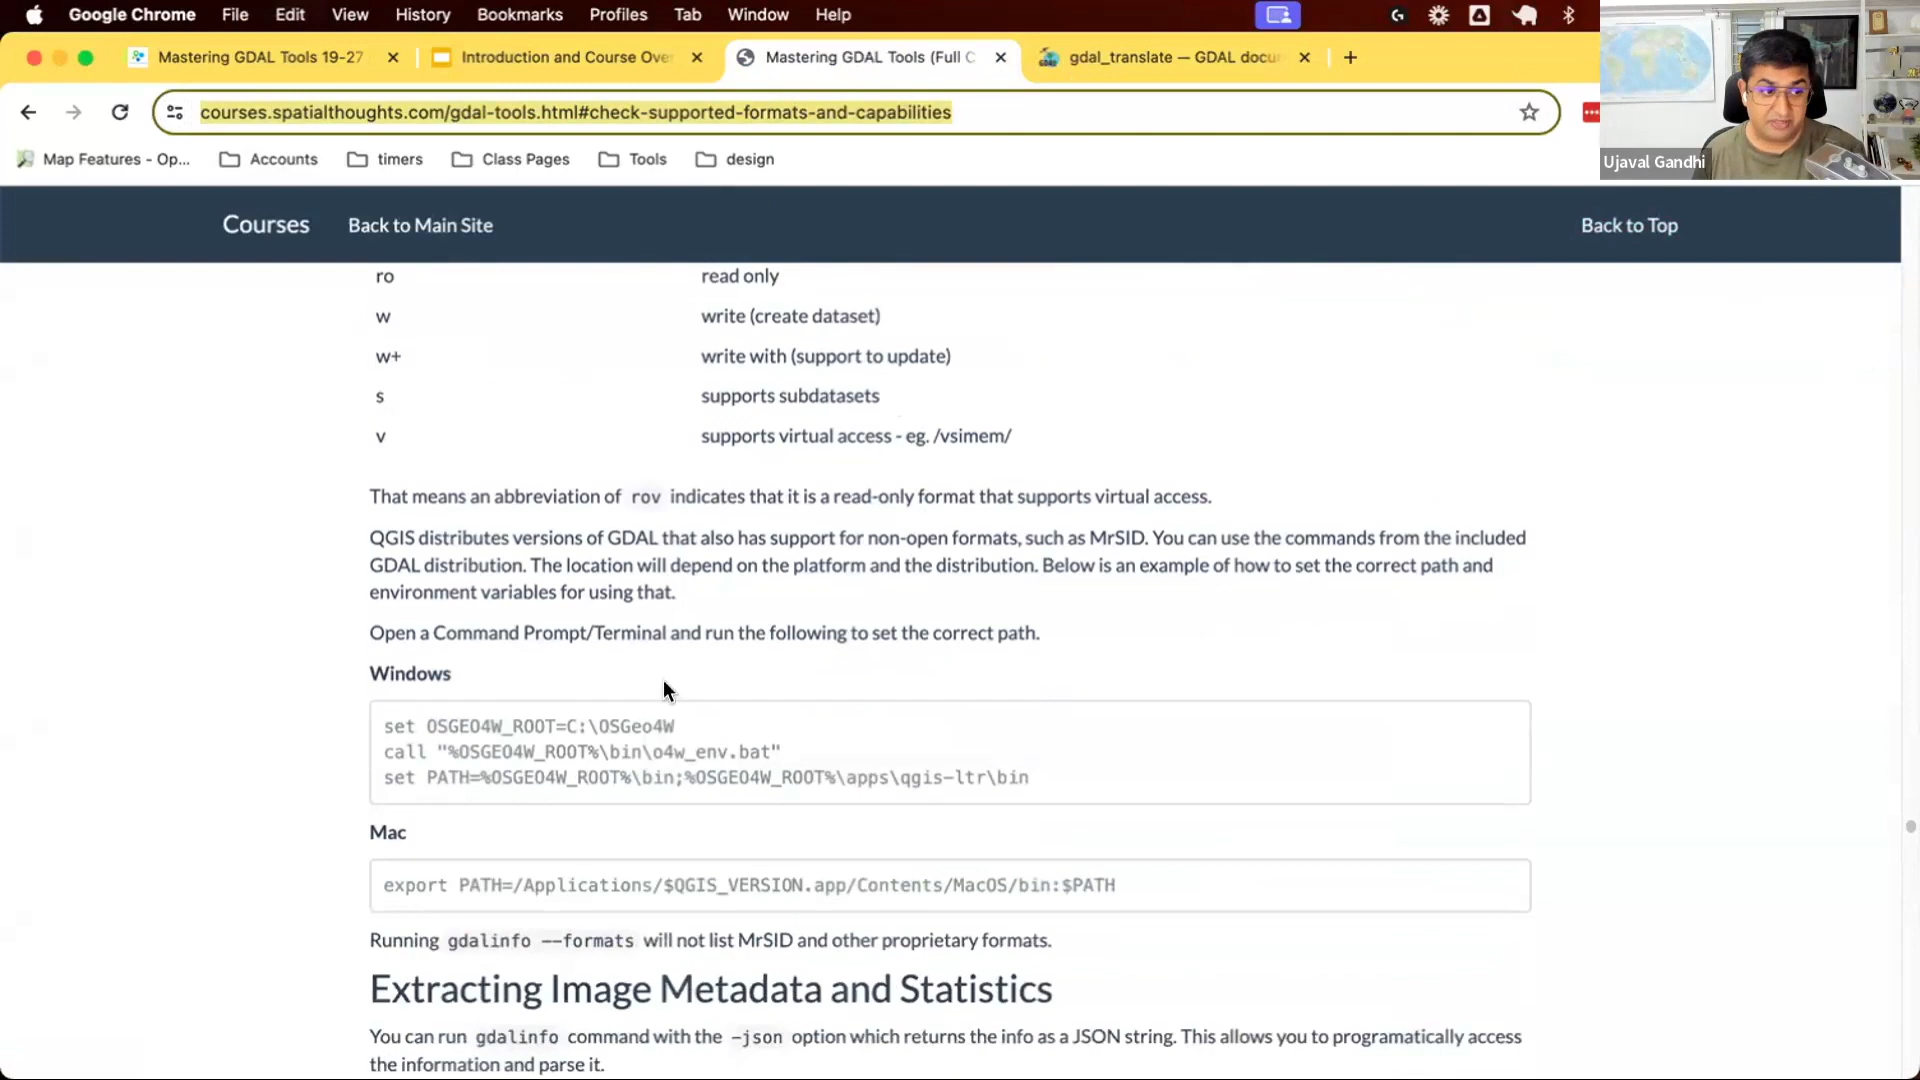 Google Chrome File Edit View History Bookmarks Profiles Tab Window Help
Mastering GDAL Tools 19-27
Introduction and Course Ove
Mastering GDAL Tools (Full C
gdal_translate — GDAL docu
courses.spatialthoughts.com/gdal-tools.html#check-supported-formats-and-capabilities
Map Features - Op... Accounts timers Class Pages Tools design
Ujaval Gandhi
Courses Back to Main Site Back to Top
ro read only
w write (create dataset)
w+ write with (support to update)
s supports subdatasets
v supports virtual access - eg. /vsimem/
That means an abbreviation of rov indicates that it is a read-only format that supports virtual access.
QGIS distributes versions of GDAL that also has support for non-open formats, such as MrSID. You can use the commands from the included
GDAL distribution. The location will depend on the platform and the distribution. Below is an example of how to set the correct path and
environment variables for using that.
Open a Command Prompt/Terminal and run the following to set the correct path.
Windows
set OSGEO4W_ROOT=C:\OSGeo4W
call "%OSGEO4W_ROOT%\bin\o4w_env.bat"
set PATH=%OSGEO4W_ROOT%\bin;%OSGEO4W_ROOT%\apps\qgis-ltr\bin
Mac
export PATH=/Applications/$QGIS_VERSION.app/Contents/MacOS/bin:$PATH
Running gdalinfo --formats will not list MrSID and other proprietary formats.
Extracting Image Metadata and Statistics
You can run gdalinfo command with the -json option which returns the info as a JSON string. This allows you to programatically access
the information and parse it.